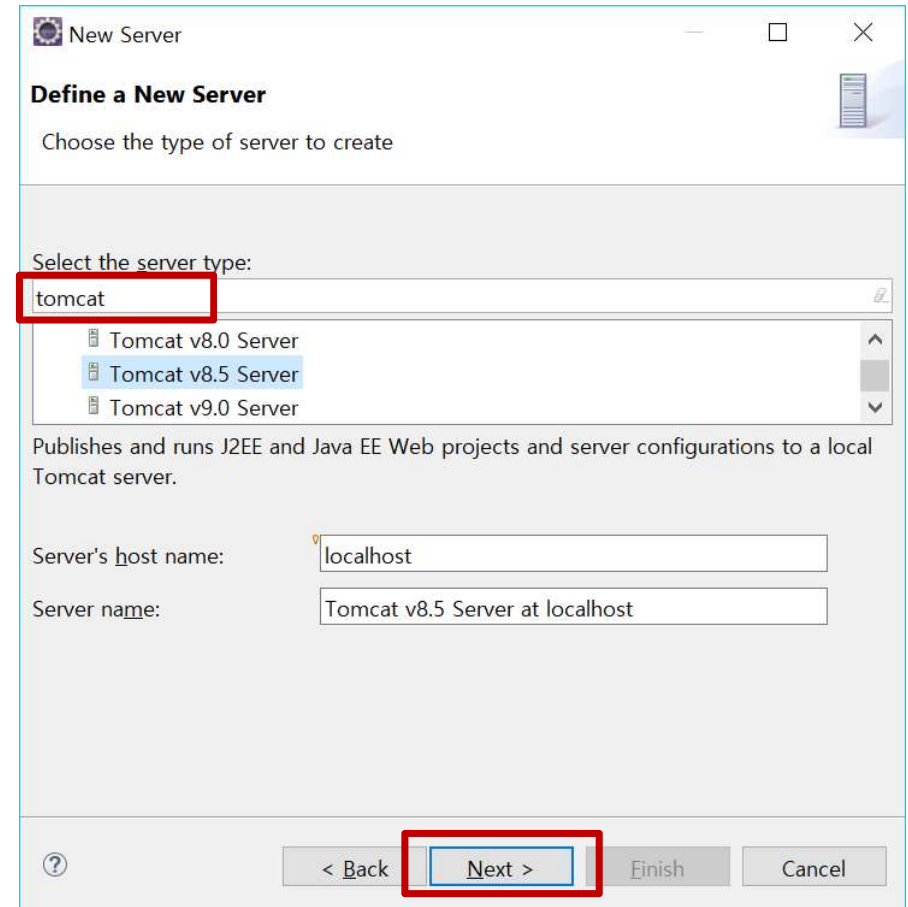 New Server
Define a New Server
Choose the type of server to create
Select the server type:
tomcat
Tomcat v8.0 Server
Tomcat v8.5 Server
Tomcat v9.0 Server
Publishes and runs J2EE and Java EE Web projects and server configurations to a local
Tomcat server.
Server's host name: localhost
Server name: Tomcat v8.5 Server at localhost
? < Back Next > Finish Cancel